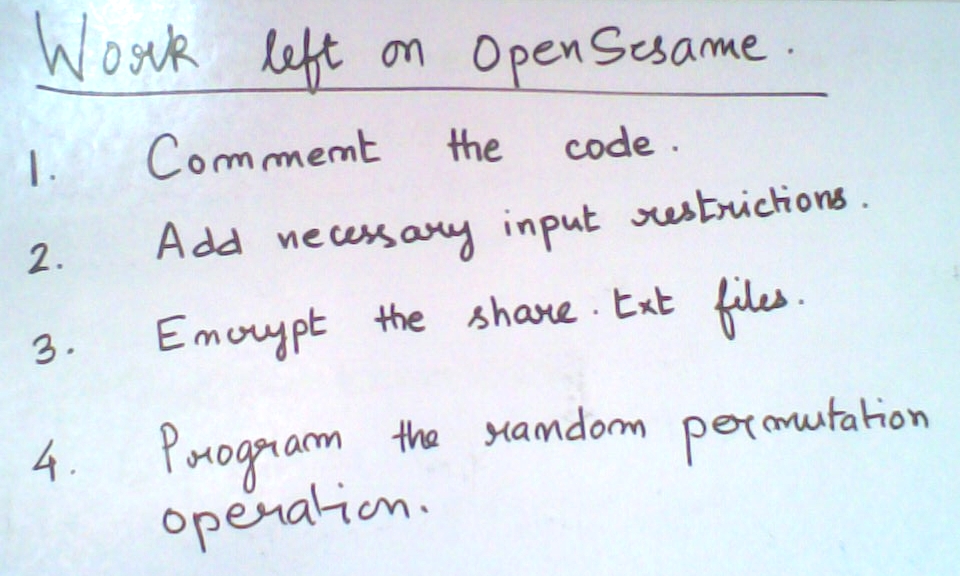 Work left on OpenSesame.
1. Comment the code.
2. Add necessary input restrictions.
3. Encrypt the share.txt files.
4. Program the random permutation
operation.